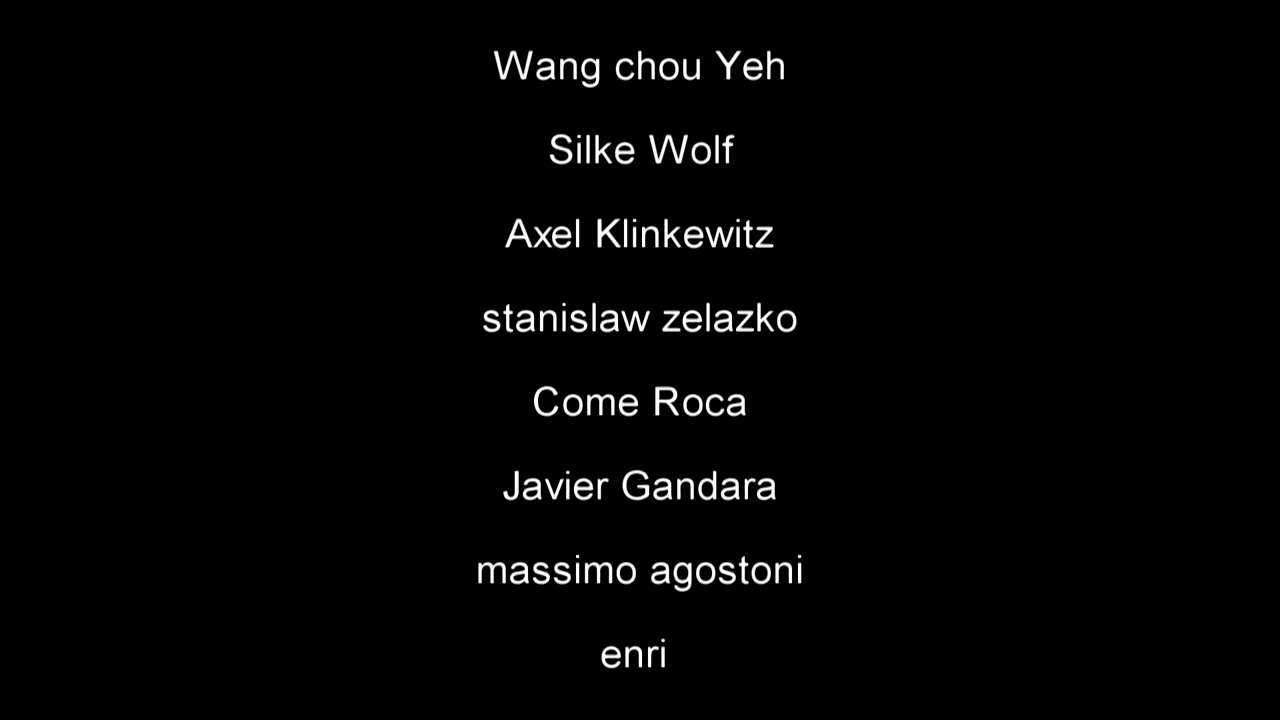 Wang chou Yeh
Silke Wolf
Axel Klinkewitz
stanislaw zelazko
Come Roca
Javier Gandara
massimo agostoni
enri